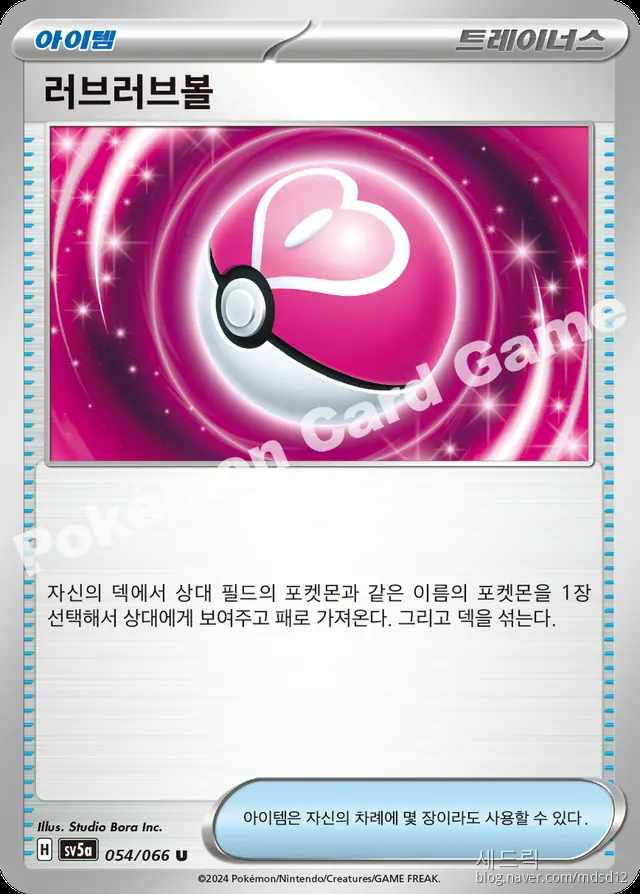 아이템
트레이너스
러브러브볼
Pokémon Card Game
자신의 덱에서 상대 필드의 포켓몬과 같은 이름의 포켓몬을 1장
선택해서 상대에게 보여주고 패로 가져온다. 그리고 덱을 섞는다.
아이템은 자신의 차례에 몇 장이라도 사용할 수 있다.
Illus. Studio Bora Inc.
H sv5a 054/066 U
©2024 Pokémon/Nintendo/Creatures/GAME FREAK.
세드릭
blog.naver.com/mdsd12